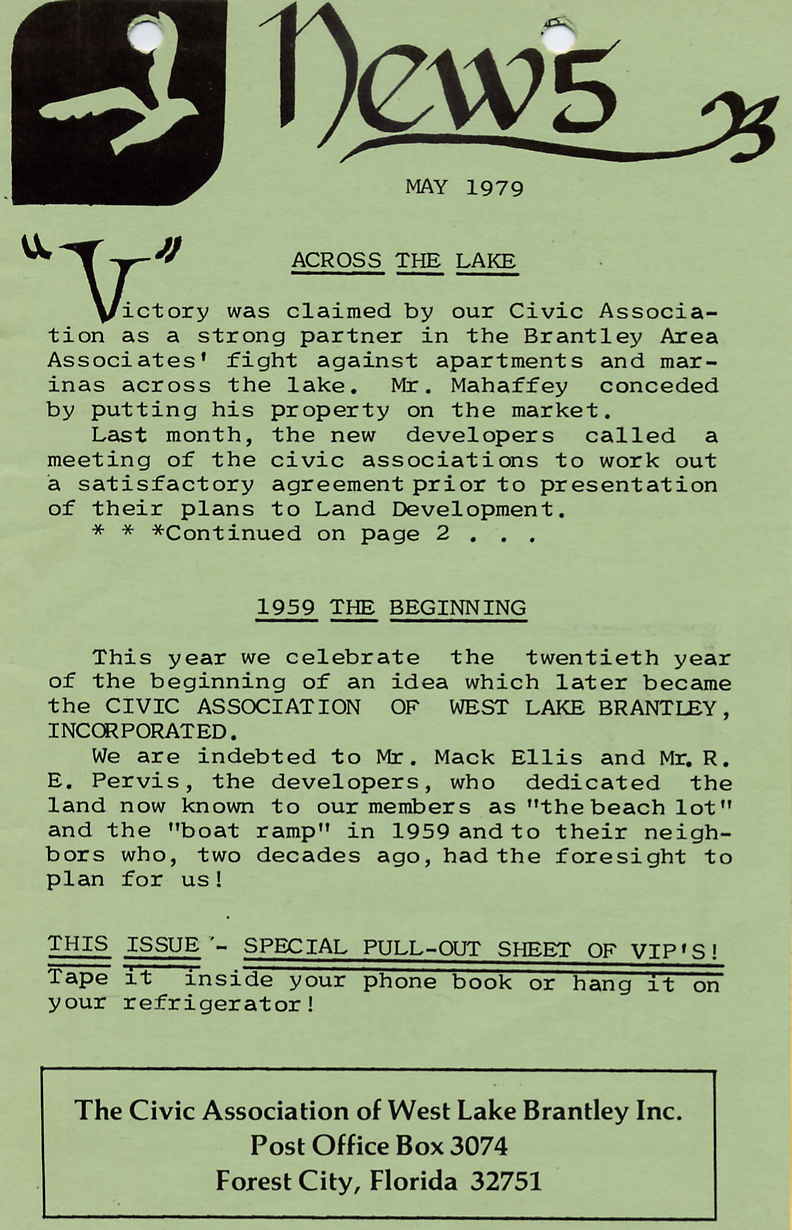 News
MAY 1979
ACROSS THE LAKE
"Victory" was claimed by our Civic Associa-
tion as a strong partner in the Brantley Area
Associates' fight against apartments and mar-
inas across the lake. Mr. Mahaffey conceded
by putting his property on the market.
Last month, the new developers called a
meeting of the civic associations to work out
a satisfactory agreement prior to presentation
of their plans to Land Development.
* * *Continued on page 2 . . .
1959 THE BEGINNING
This year we celebrate the twentieth year
of the beginning of an idea which later became
the CIVIC ASSOCIATION OF WEST LAKE BRANTLEY,
INCORPORATED.
We are indebted to Mr. Mack Ellis and Mr. R.
E. Pervis, the developers, who dedicated the
land now known to our members as "the beach lot"
and the "boat ramp" in 1959 and to their neigh-
bors who, two decades ago, had the foresight to
plan for us!
THIS ISSUE - SPECIAL PULL-OUT SHEET OF VIP'S!
Tape it inside your phone book or hang it on
your refrigerator!
The Civic Association of West Lake Brantley Inc.
Post Office Box 3074
Forest City, Florida 32751